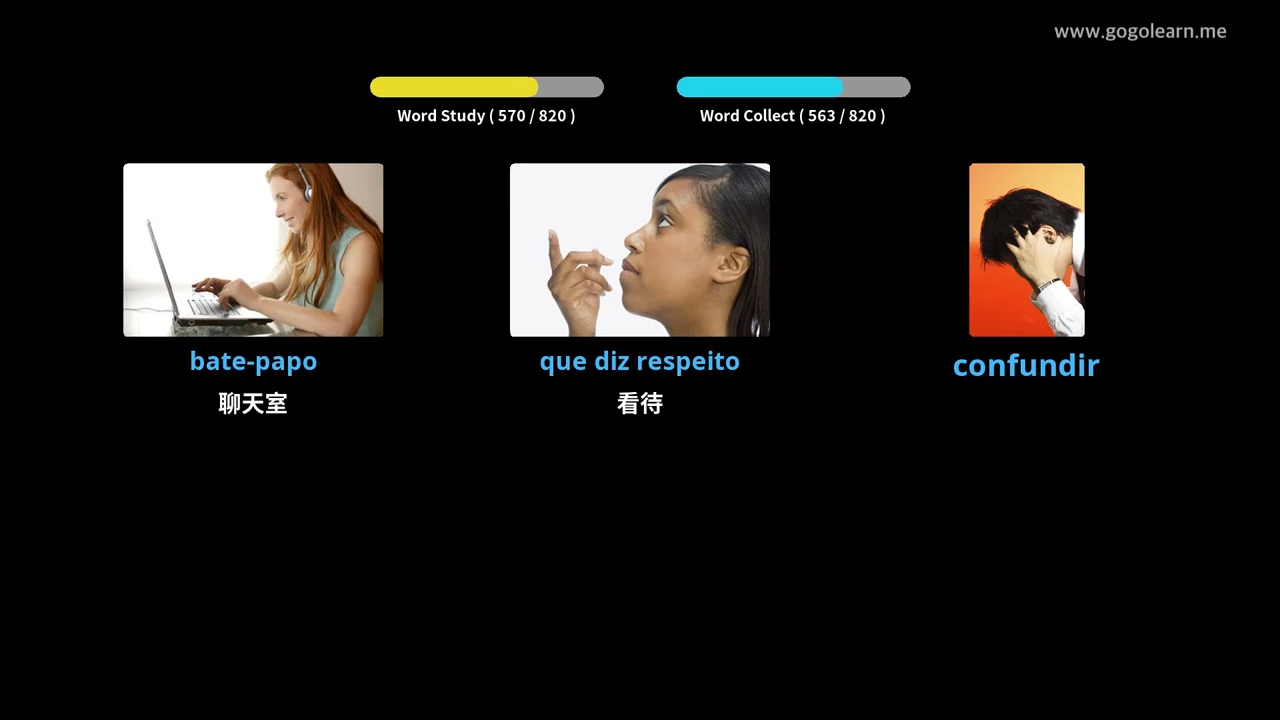 www.gogolearn.me
Word Study ( 570 / 820 )
Word Collect ( 563 / 820 )
bate-papo
聊天室
que diz respeito
看待
confundir